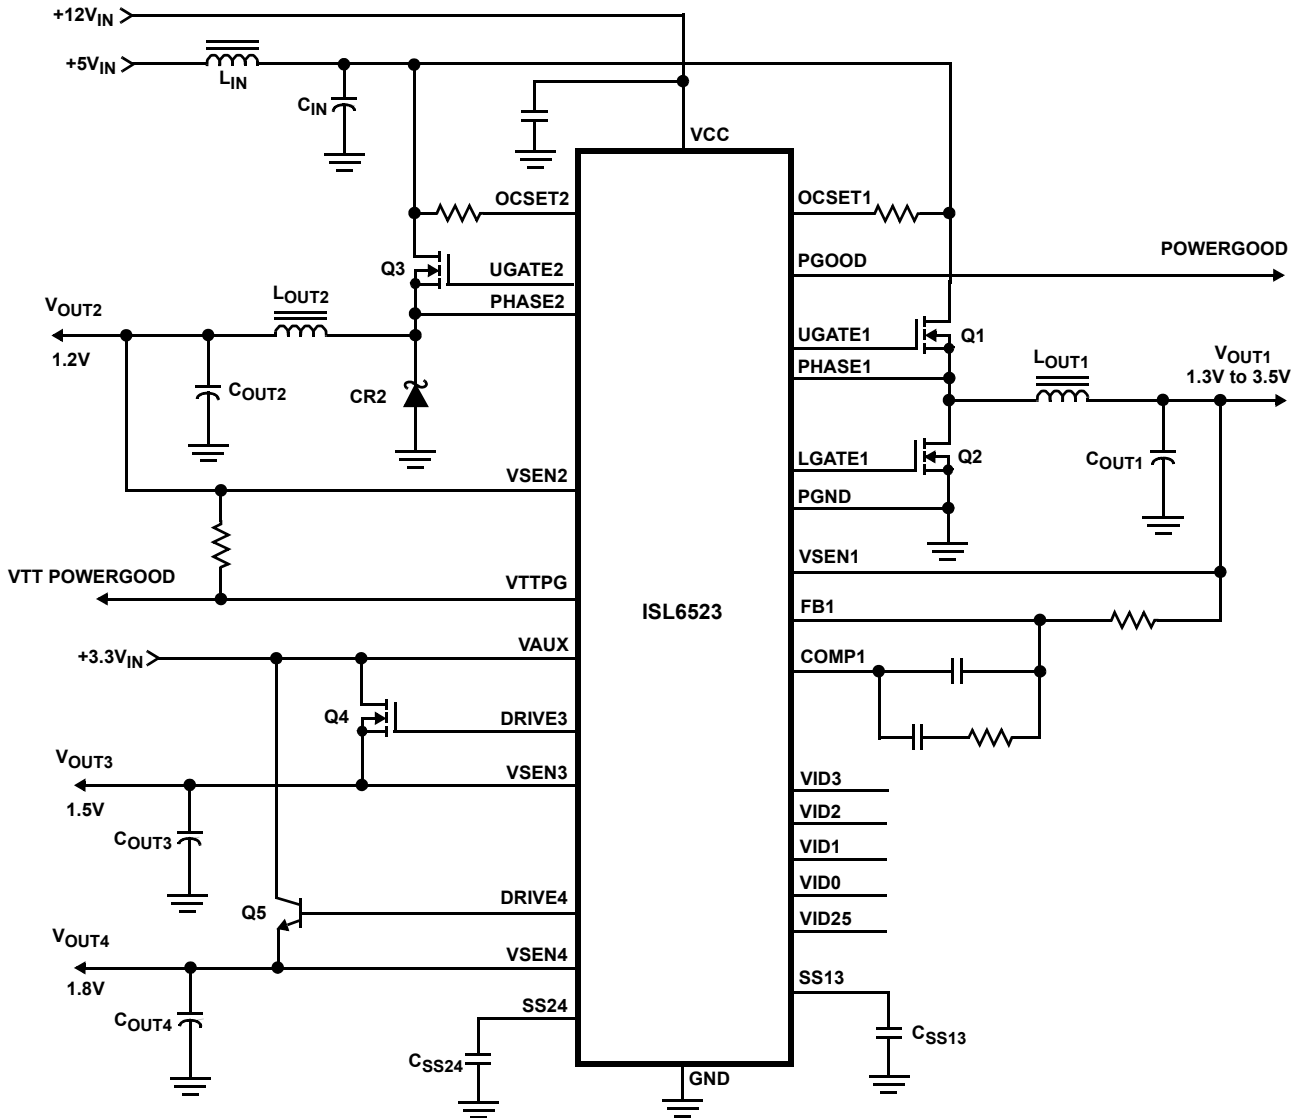 +12VIN
+5VIN
LIN
CIN
VCC
OCSET2
OCSET1
PGOOD
POWERGOOD
Q3
UGATE2
PHASE2
LOUT2
VOUT2
1.2V
COUT2
CR2
UGATE1
Q1
PHASE1
LOUT1
VOUT1
1.3V to 3.5V
LGATE1
Q2
COUT1
PGND
VSEN2
VSEN1
VTT POWERGOOD
VTTPG
ISL6523
FB1
+3.3VIN
VAUX
COMP1
Q4
DRIVE3
VOUT3
1.5V
VSEN3
COUT3
VID3
VID2
VID1
VID0
VID25
Q5
DRIVE4
VOUT4
1.8V
VSEN4
COUT4
SS24
CSS24
SS13
CSS13
GND